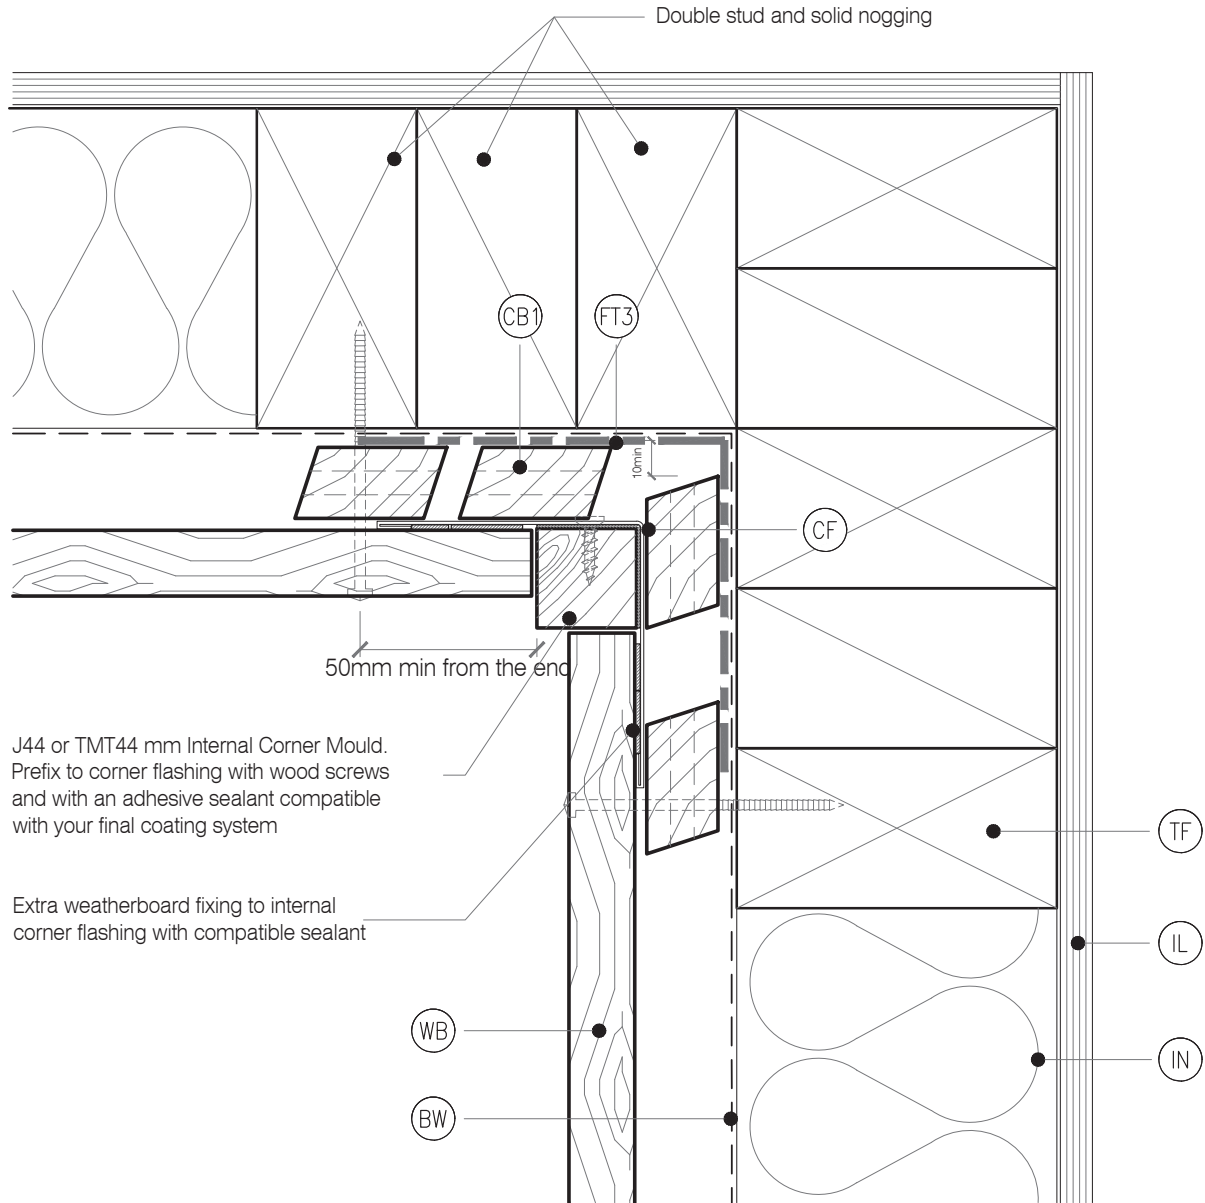 Double stud and solid nogging
CB1
FT3
10min
CF
50mm min from the end
J44 or TMT44 mm Internal Corner Mould.
Prefix to corner flashing with wood screws
and with an adhesive sealant compatible
with your final coating system
TF
Extra weatherboard fixing to internal
corner flashing with compatible sealant
IL
WB
IN
BW